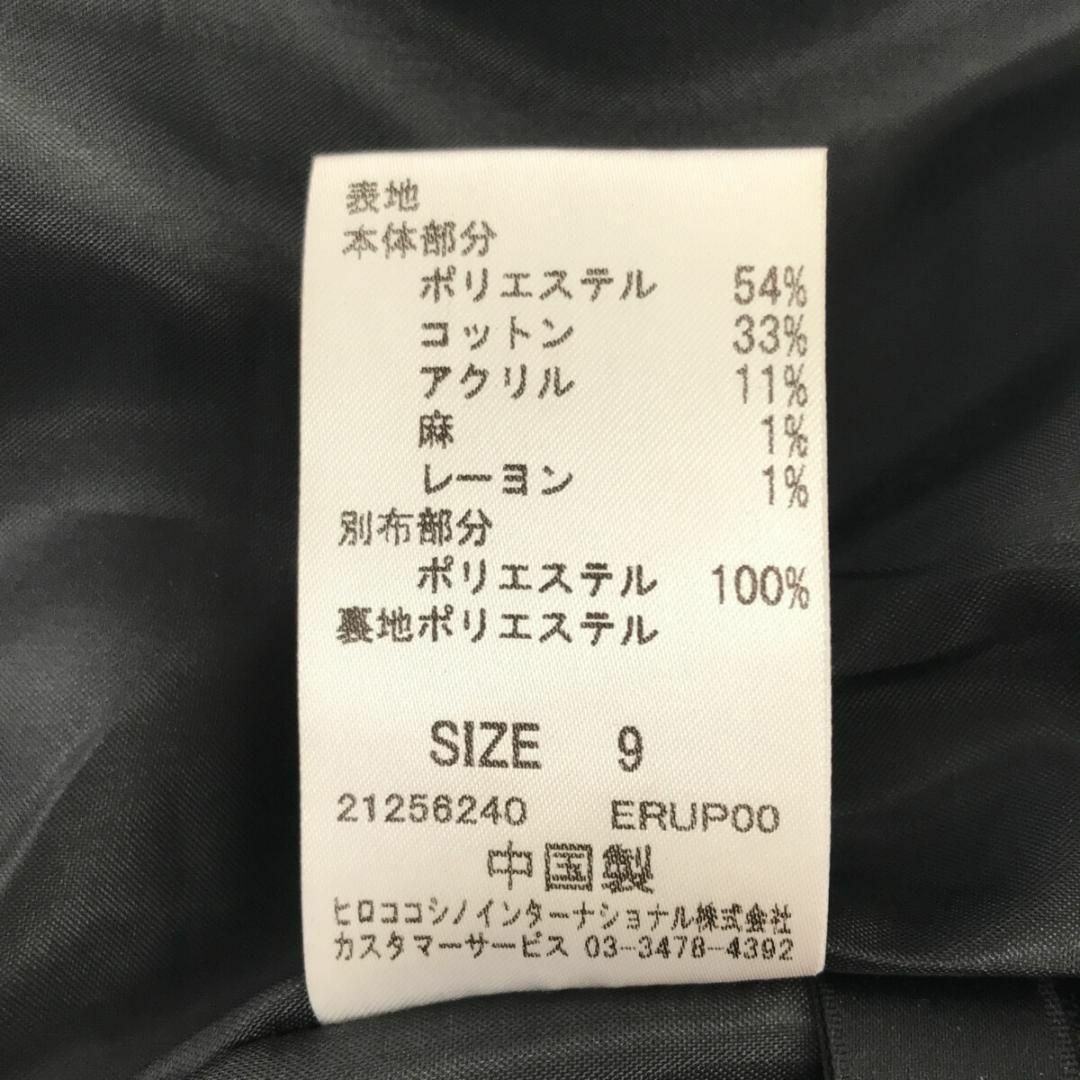 表地
本体部分
ポリエステル 54%
コットン 33%
アクリル 11%
麻 1%
レーヨン 1%
別布部分
ポリエステル 100%
裏地ポリエステル
SIZE 9
21256240 ERUP00
中国製
ヒロココシノインターナショナル株式会社
カスタマーサービス 03-3478-4392